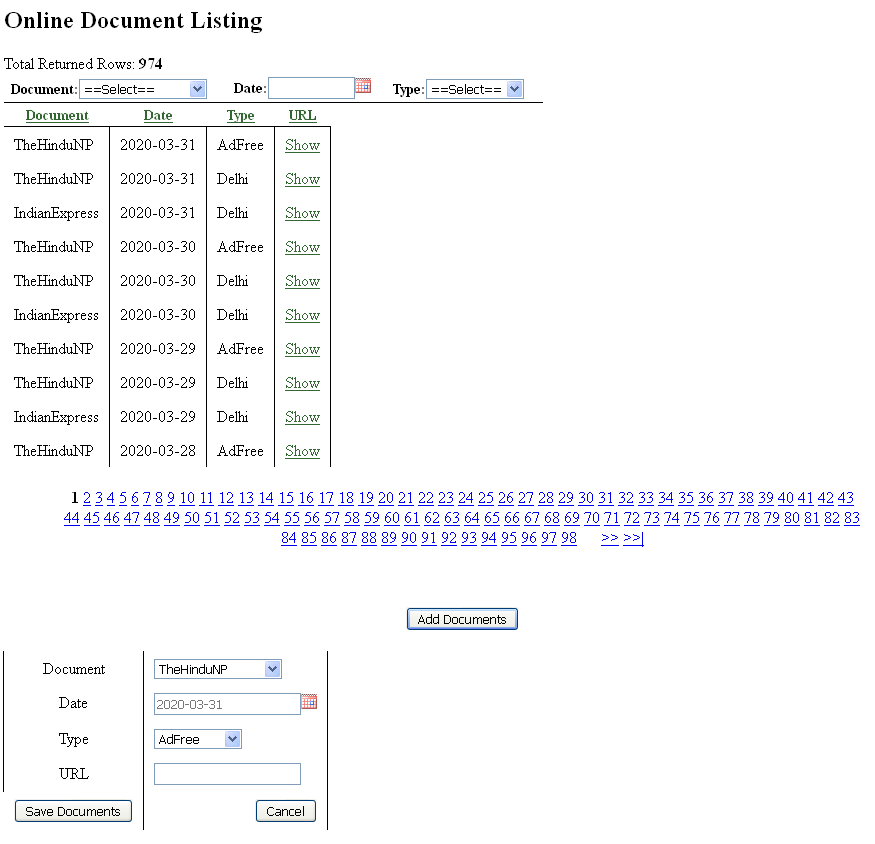 Online Document Listing
Total Returned Rows: 974
Document: ==Select== Date: Type: ==Select==
Document Date Type URL
TheHinduNP 2020-03-31 AdFree Show
TheHinduNP 2020-03-31 Delhi Show
IndianExpress 2020-03-31 Delhi Show
TheHinduNP 2020-03-30 AdFree Show
TheHinduNP 2020-03-30 Delhi Show
IndianExpress 2020-03-30 Delhi Show
TheHinduNP 2020-03-29 AdFree Show
TheHinduNP 2020-03-29 Delhi Show
IndianExpress 2020-03-29 Delhi Show
TheHinduNP 2020-03-28 AdFree Show
1 2 3 4 5 6 7 8 9 10 11 12 13 14 15 16 17 18 19 20 21 22 23 24 25 26 27 28 29 30 31 32 33 34 35 36 37 38 39 40 41 42 43
44 45 46 47 48 49 50 51 52 53 54 55 56 57 58 59 60 61 62 63 64 65 66 67 68 69 70 71 72 73 74 75 76 77 78 79 80 81 82 83
84 85 86 87 88 89 90 91 92 93 94 95 96 97 98 >> >>|
Add Documents
Document TheHinduNP
Date 2020-03-31
Type AdFree
URL
Save Documents Cancel